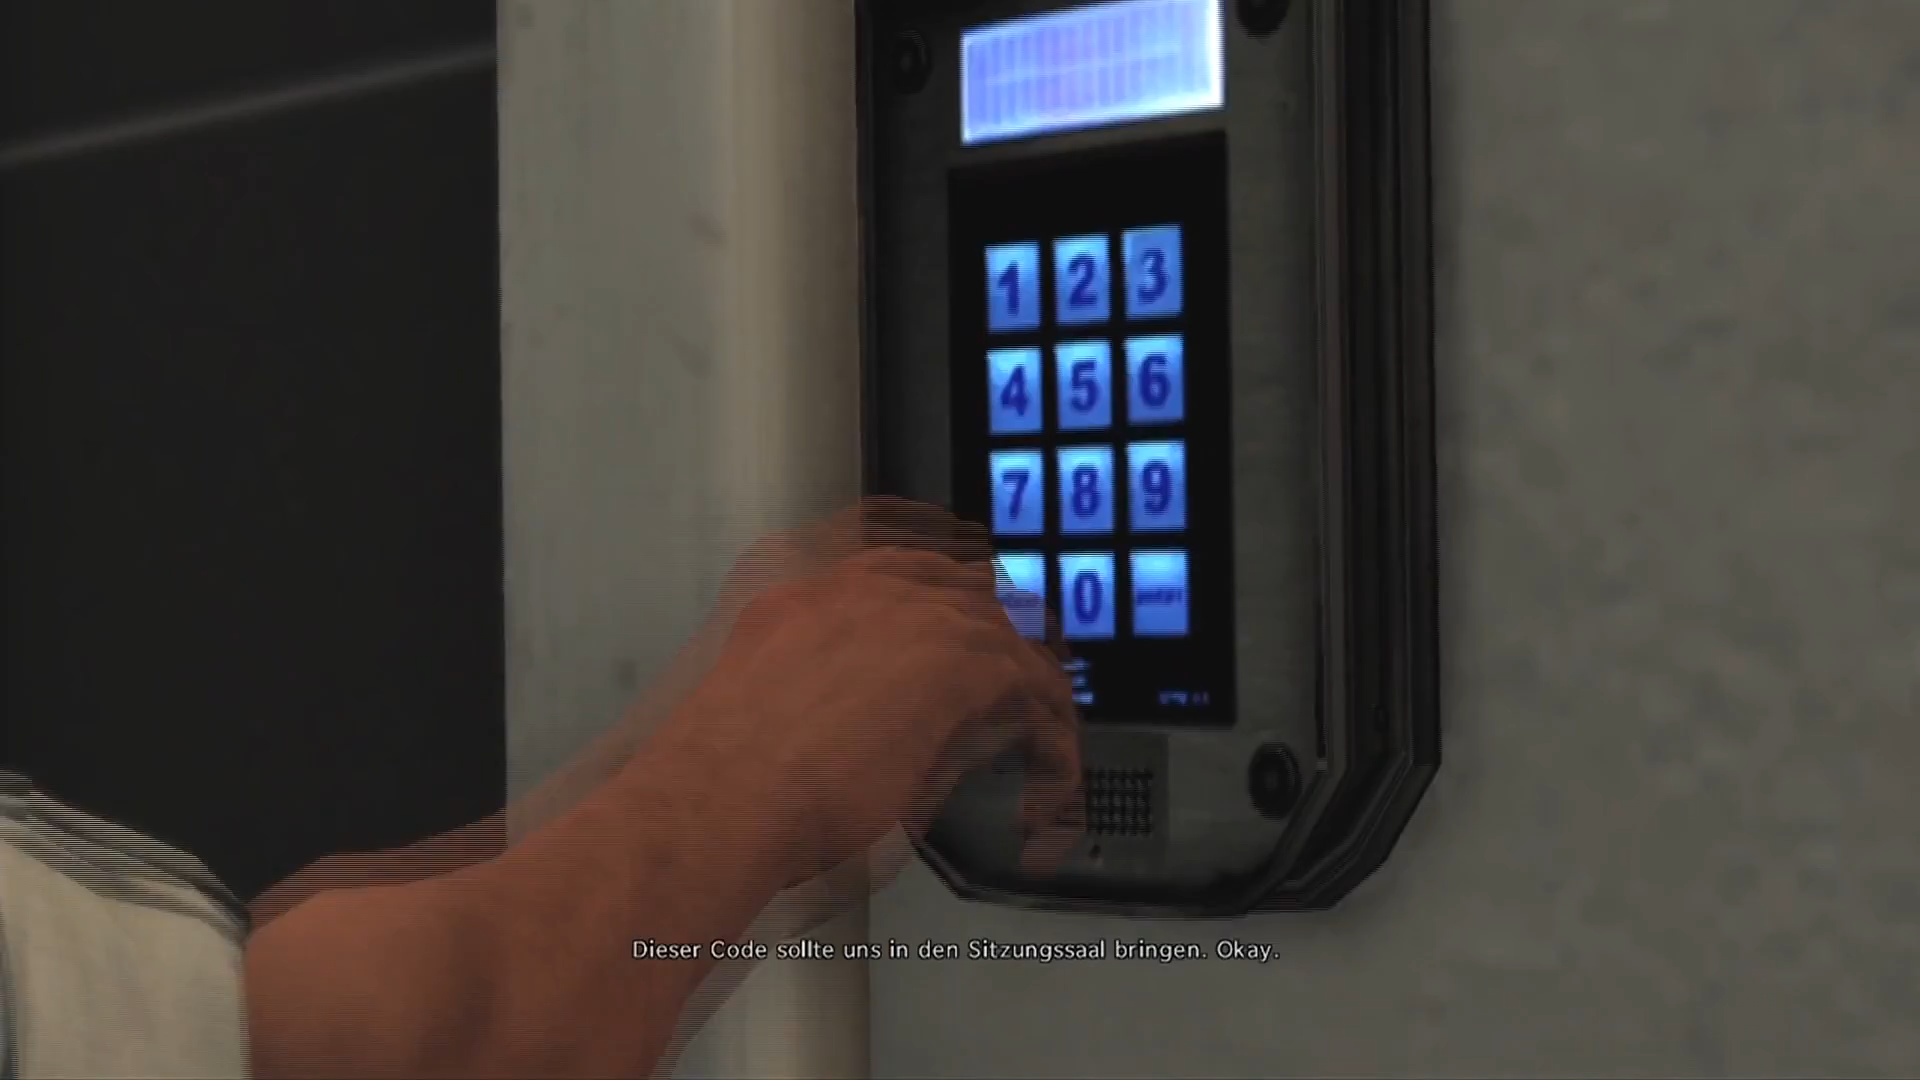 1 2 3
4 5 6
7 8 9
0
Dieser Code sollte uns in den Sitzungssaal bringen. Okay.